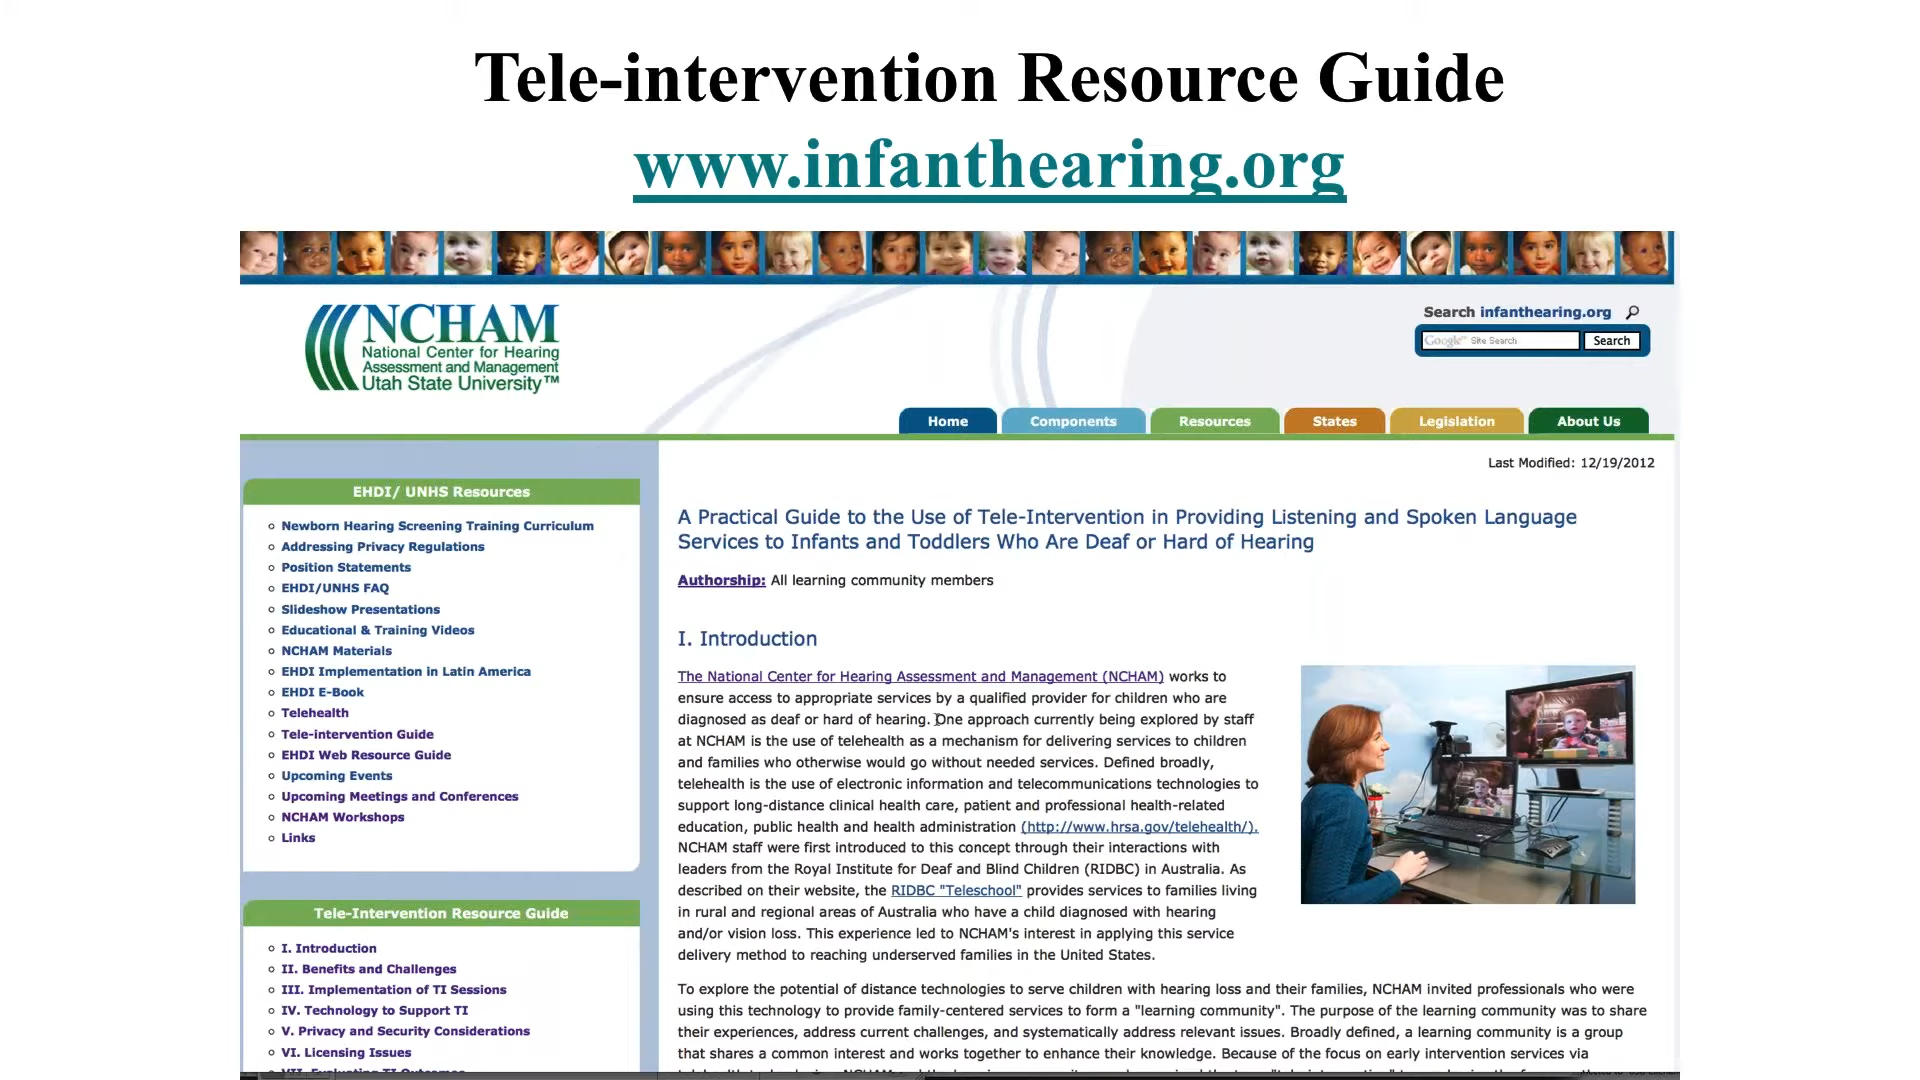 Tele-intervention Resource Guide
www.infanthearing.org
NCHAM
National Center for Hearing
Assessment and Management
Utah State University™
Search infanthearing.org
Google™ Site Search
Search
Home
Components
Resources
States
Legislation
About Us
Last Modified: 12/19/2012
EHDI/ UNHS Resources
Newborn Hearing Screening Training Curriculum
Addressing Privacy Regulations
Position Statements
EHDI/UNHS FAQ
Slideshow Presentations
Educational & Training Videos
NCHAM Materials
EHDI Implementation in Latin America
EHDI E-Book
Telehealth
Tele-intervention Guide
EHDI Web Resource Guide
Upcoming Events
Upcoming Meetings and Conferences
NCHAM Workshops
Links
Tele-Intervention Resource Guide
I. Introduction
II. Benefits and Challenges
III. Implementation of TI Sessions
IV. Technology to Support TI
V. Privacy and Security Considerations
VI. Licensing Issues
VII. Evaluating TI Outcomes
A Practical Guide to the Use of Tele-Intervention in Providing Listening and Spoken Language
Services to Infants and Toddlers Who Are Deaf or Hard of Hearing
Authorship: All learning community members
I. Introduction
The National Center for Hearing Assessment and Management (NCHAM) works to
ensure access to appropriate services by a qualified provider for children who are
diagnosed as deaf or hard of hearing. One approach currently being explored by staff
at NCHAM is the use of telehealth as a mechanism for delivering services to children
and families who otherwise would go without needed services. Defined broadly,
telehealth is the use of electronic information and telecommunications technologies to
support long-distance clinical health care, patient and professional health-related
education, public health and health administration (http://www.hrsa.gov/telehealth/).
NCHAM staff were first introduced to this concept through their interactions with
leaders from the Royal Institute for Deaf and Blind Children (RIDBC) in Australia. As
described on their website, the RIDBC "Teleschool" provides services to families living
in rural and regional areas of Australia who have a child diagnosed with hearing
and/or vision loss. This experience led to NCHAM's interest in applying this service
delivery method to reaching underserved families in the United States.
To explore the potential of distance technologies to serve children with hearing loss and their families, NCHAM invited professionals who were
using this technology to provide family-centered services to form a "learning community". The purpose of the learning community was to share
their experiences, address current challenges, and systematically address relevant issues. Broadly defined, a learning community is a group
that shares a common interest and works together to enhance their knowledge. Because of the focus on early intervention services via